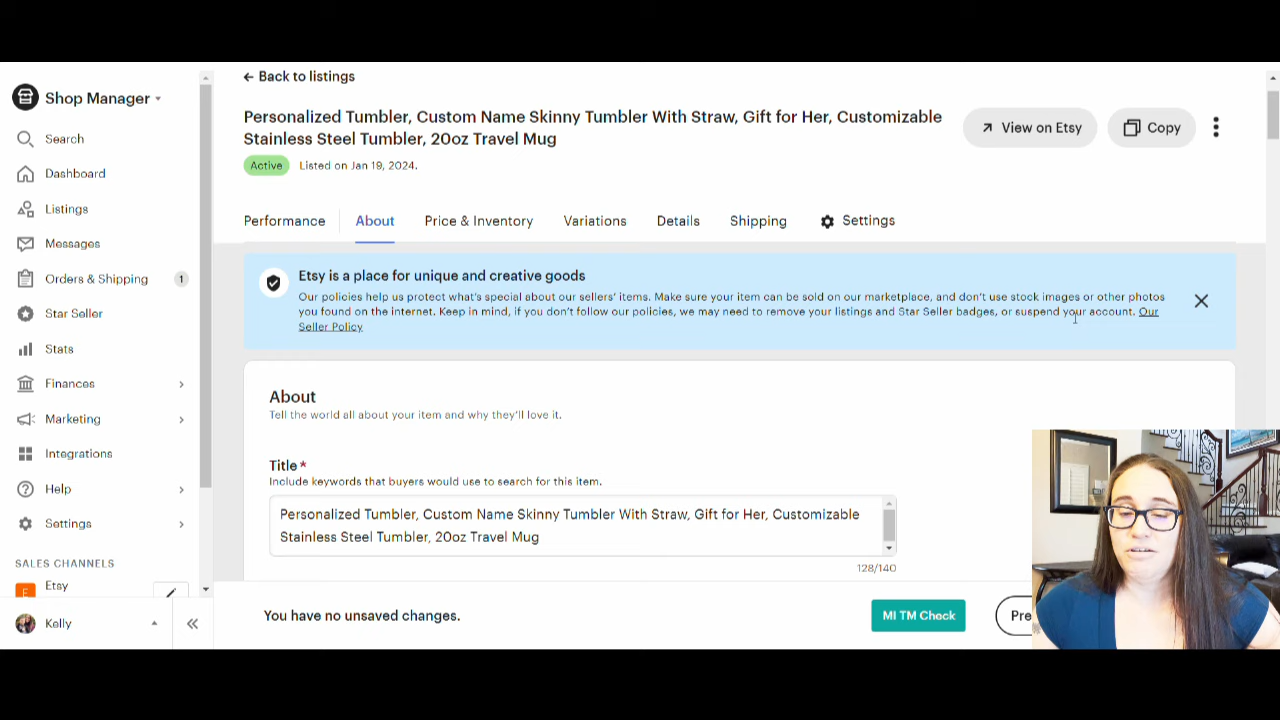 ← Back to listings
Shop Manager
Personalized Tumbler, Custom Name Skinny Tumbler With Straw, Gift for Her, Customizable
Stainless Steel Tumbler, 20oz Travel Mug
View on Etsy
Copy
Active
Listed on Jan 19, 2024.
Search
Dashboard
Listings
Messages
Orders & Shipping 1
Star Seller
Stats
Finances
Marketing
Integrations
Help
Settings
SALES CHANNELS
E Etsy
Kelly
Performance
About
Price & Inventory
Variations
Details
Shipping
Settings
Etsy is a place for unique and creative goods
Our policies help us protect what's special about our sellers' items. Make sure your item can be sold on our marketplace, and don't use stock images or other photos
you found on the internet. Keep in mind, if you don't follow our policies, we may need to remove your listings and Star Seller badges, or suspend your account. Our
Seller Policy
About
Tell the world all about your item and why they'll love it.
Title *
Include keywords that buyers would use to search for this item.
Personalized Tumbler, Custom Name Skinny Tumbler With Straw, Gift for Her, Customizable
Stainless Steel Tumbler, 20oz Travel Mug
128/140
You have no unsaved changes.
MI TM Check
Pre